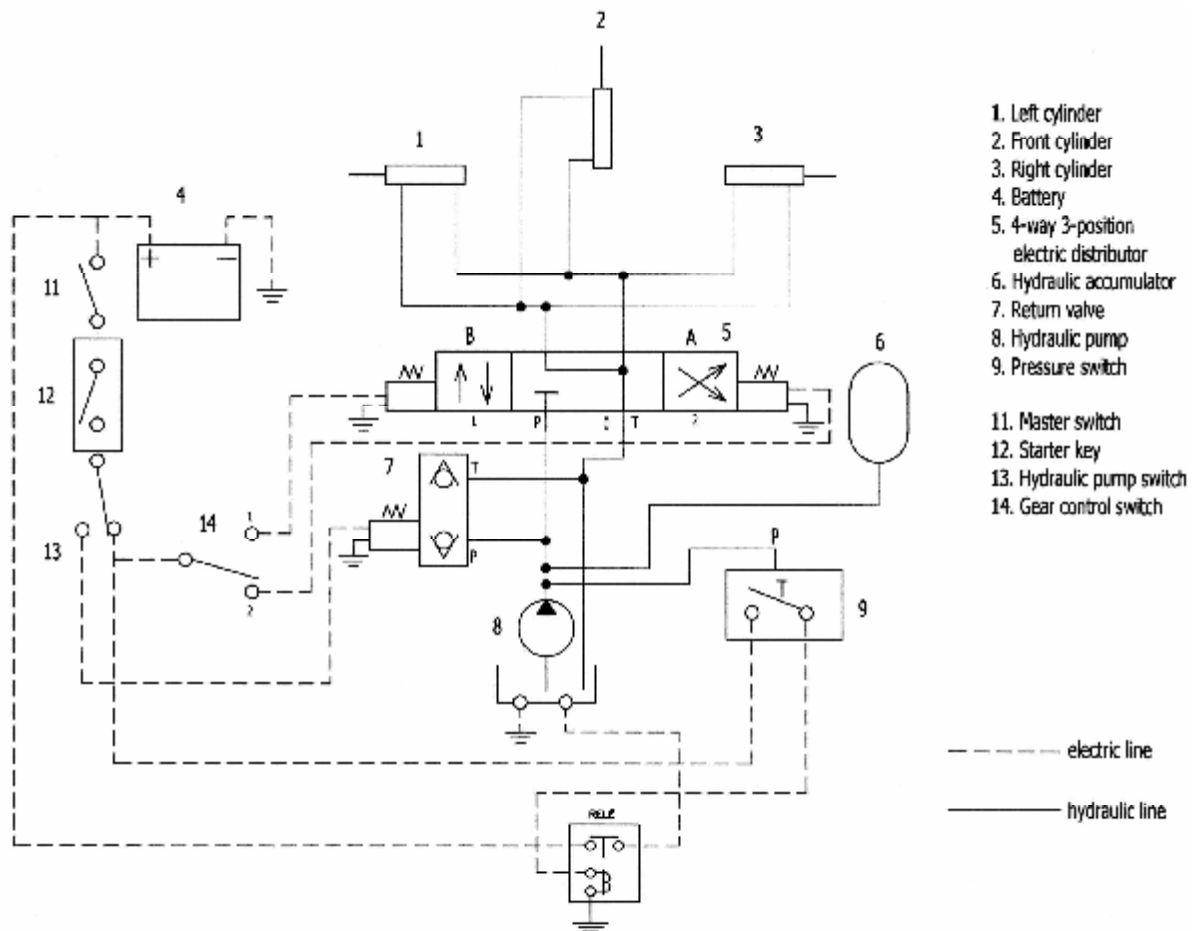 2
1
3
4
+
−
11
12
B
A
5
6
P
T
2
7
T
P
1
14
13
2
P
T
8
9
RELE
1. Left cylinder
2. Front cylinder
3. Right cylinder
4. Battery
5. 4-way 3-position
electric distributor
6. Hydraulic accumulator
7. Return valve
8. Hydraulic pump
9. Pressure switch
11. Master switch
12. Starter key
13. Hydraulic pump switch
14. Gear control switch
electric line
hydraulic line